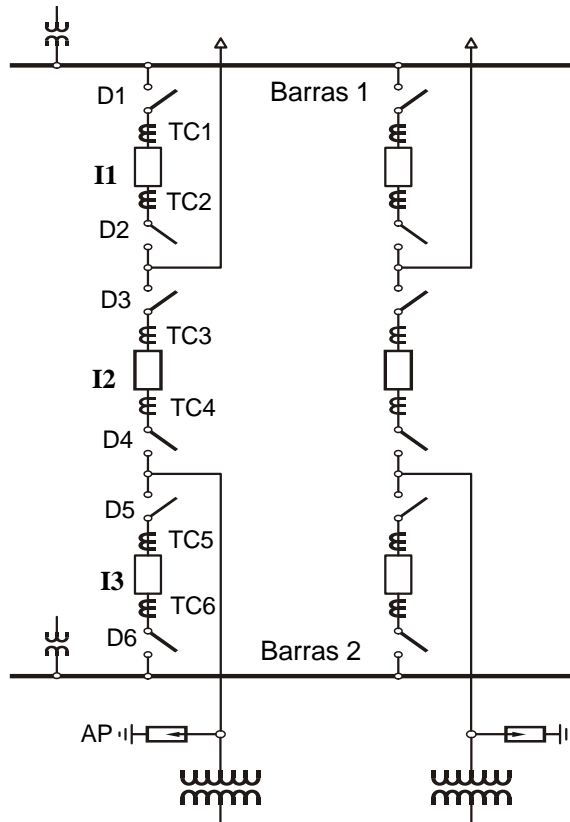 D1
Barras 1
TC1
I1
TC2
D2
D3
TC3
I2
TC4
D4
D5
TC5
I3
TC6
D6
Barras 2
AP